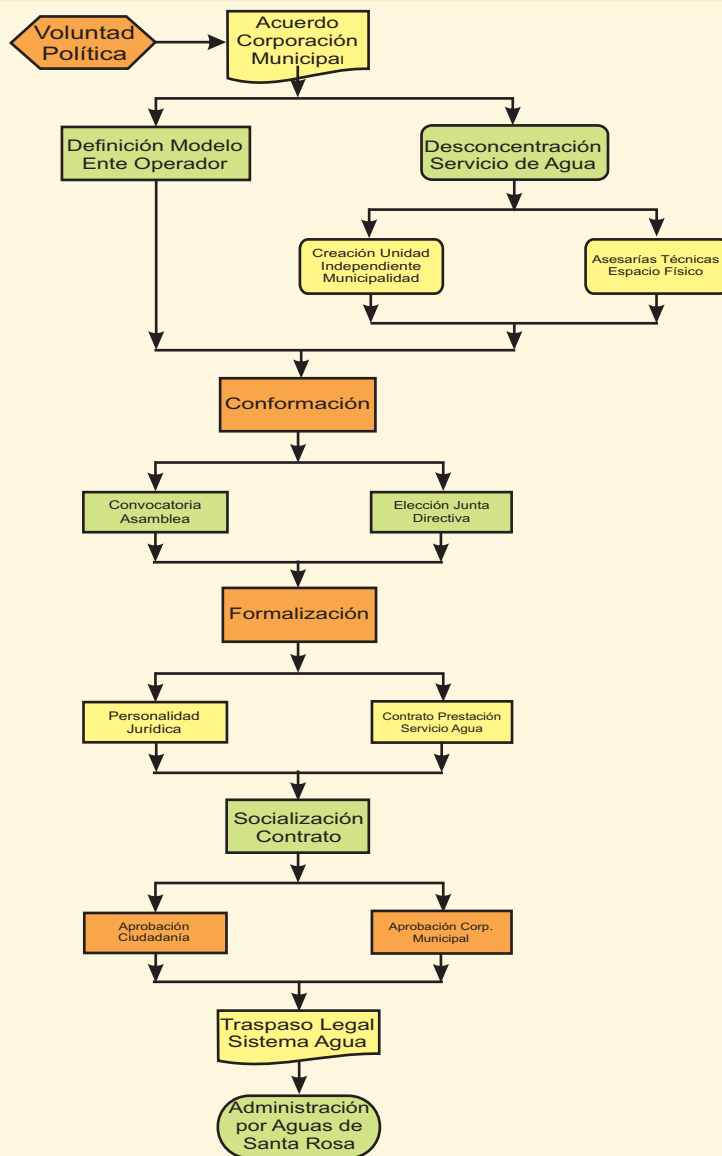 Voluntad
Política
Acuerdo
Corporación
Municipal
Definición Modelo
Ente Operador
Desconcentración
Servicio de Agua
Creación Unidad
Independiente
Municipalidad
Asesarías Técnicas
Espacio Físico
Conformación
Convocatoria
Asamblea
Elección Junta
Directiva
Formalización
Personalidad
Jurídica
Contrato Prestación
Servicio Agua
Socialización
Contrato
Aprobación
Ciudadanía
Aprobación Corp.
Municipal
Traspaso Legal
Sistema Agua
Administración
por Aguas de
Santa Rosa